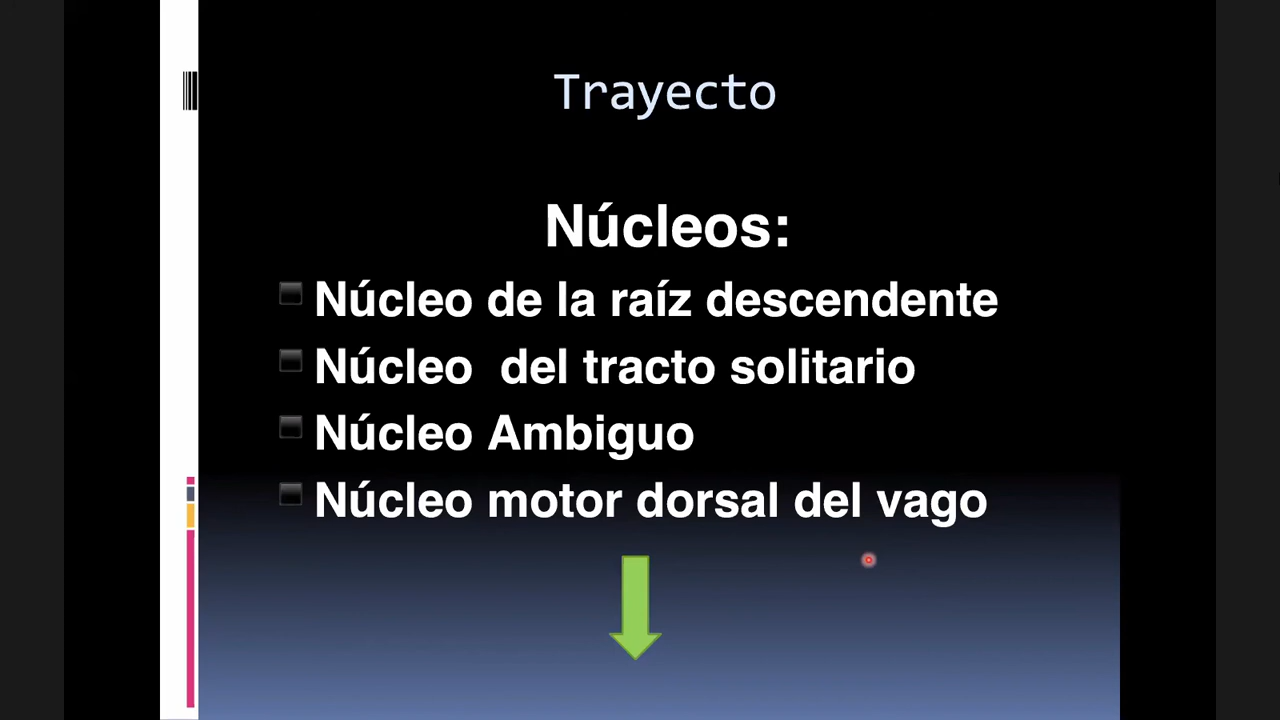 Trayecto
Núcleos:
Núcleo de la raíz descendente
Núcleo del tracto solitario
Núcleo Ambiguo
Núcleo motor dorsal del vago